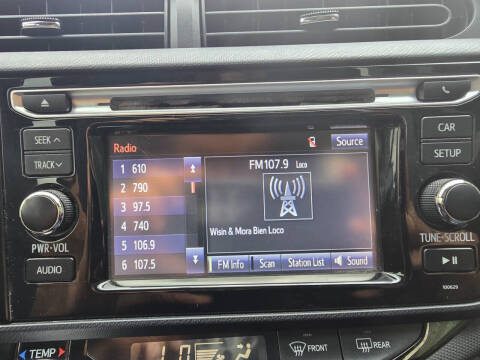 SEEK
TRACK
PWR•VOL
AUDIO
Radio
Source
FM107.9 Loco
1 610
2 790
3 97.5
4 740
5 106.9
6 107.5
Wisin & Mora Bien Loco
FM Info Scan Station List Sound
CAR
SETUP
TUNE•SCROLL
100629
TEMP
FRONT
REAR